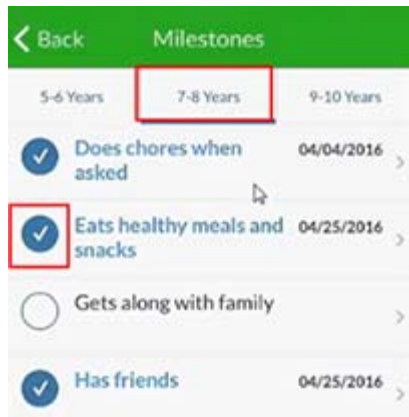 Back Milestones
5-6 Years 7-8 Years 9-10 Years
Does chores when 04/04/2016
asked
Eats healthy meals and 04/25/2016
snacks
Gets along with family
Has friends 04/25/2016